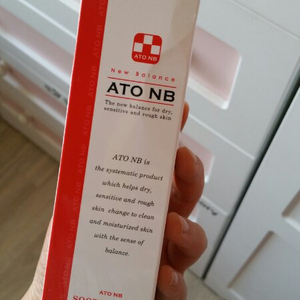 ATO NB
New Balance
ATO NB
The new balance for dry,
sensitive and rough skin
ATO NB is
the systematic product
which helps dry,
sensitive and rough
skin change to clean
and moisturized skin
with the sense of
balance.
ATO NB
ATO NB